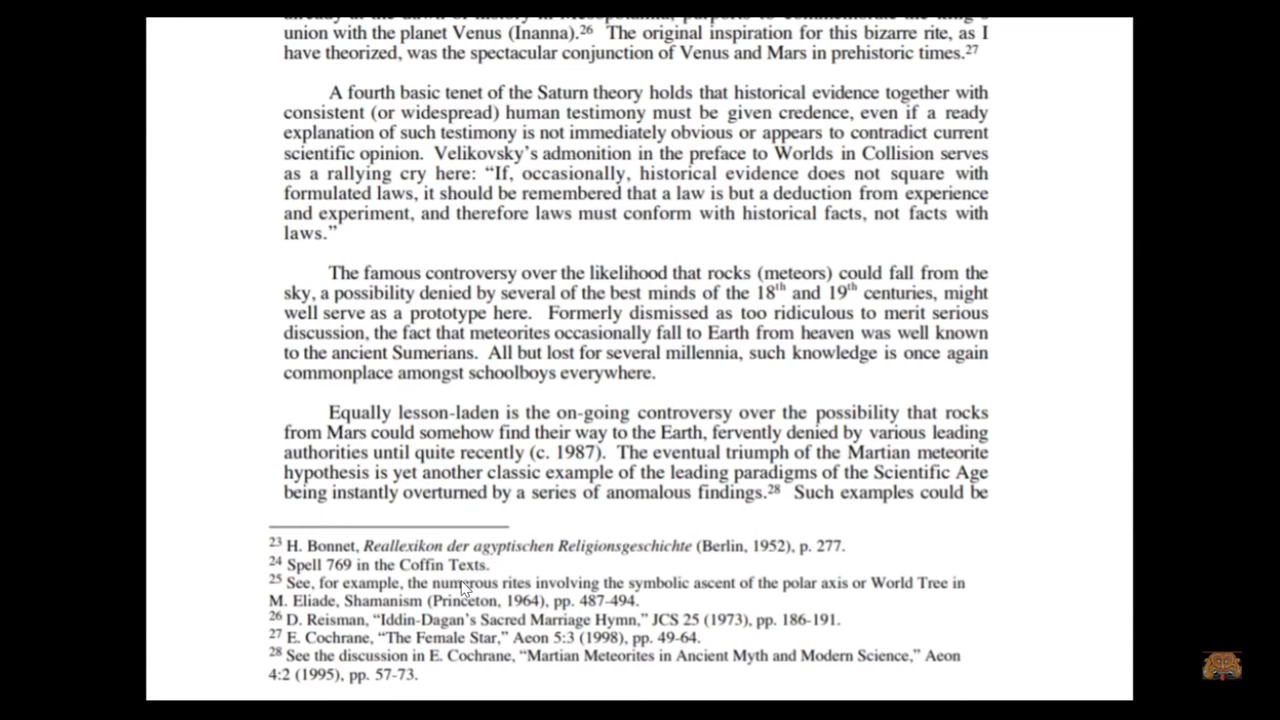 union with the planet Venus (Inanna).26 The original inspiration for this bizarre rite, as I
have theorized, was the spectacular conjunction of Venus and Mars in prehistoric times.27
A fourth basic tenet of the Saturn theory holds that historical evidence together with
consistent (or widespread) human testimony must be given credence, even if a ready
explanation of such testimony is not immediately obvious or appears to contradict current
scientific opinion. Velikovsky's admonition in the preface to Worlds in Collision serves
as a rallying cry here: “If, occasionally, historical evidence does not square with
formulated laws, it should be remembered that a law is but a deduction from experience
and experiment, and therefore laws must conform with historical facts, not facts with
laws.”
The famous controversy over the likelihood that rocks (meteors) could fall from the
sky, a possibility denied by several of the best minds of the 18th and 19th centuries, might
well serve as a prototype here. Formerly dismissed as too ridiculous to merit serious
discussion, the fact that meteorites occasionally fall to Earth from heaven was well known
to the ancient Sumerians. All but lost for several millennia, such knowledge is once again
commonplace amongst schoolboys everywhere.
Equally lesson-laden is the on-going controversy over the possibility that rocks
from Mars could somehow find their way to the Earth, fervently denied by various leading
authorities until quite recently (c. 1987). The eventual triumph of the Martian meteorite
hypothesis is yet another classic example of the leading paradigms of the Scientific Age
being instantly overturned by a series of anomalous findings.28 Such examples could be
23 H. Bonnet, Reallexikon der agyptischen Religionsgeschichte (Berlin, 1952), p. 277.
24 Spell 769 in the Coffin Texts.
25 See, for example, the numerous rites involving the symbolic ascent of the polar axis or World Tree in
M. Eliade, Shamanism (Princeton, 1964), pp. 487-494.
26 D. Reisman, “Iddin-Dagan's Sacred Marriage Hymn,” JCS 25 (1973), pp. 186-191.
27 E. Cochrane, “The Female Star,” Aeon 5:3 (1998), pp. 49-64.
28 See the discussion in E. Cochrane, “Martian Meteorites in Ancient Myth and Modern Science,” Aeon
4:2 (1995), pp. 57-73.